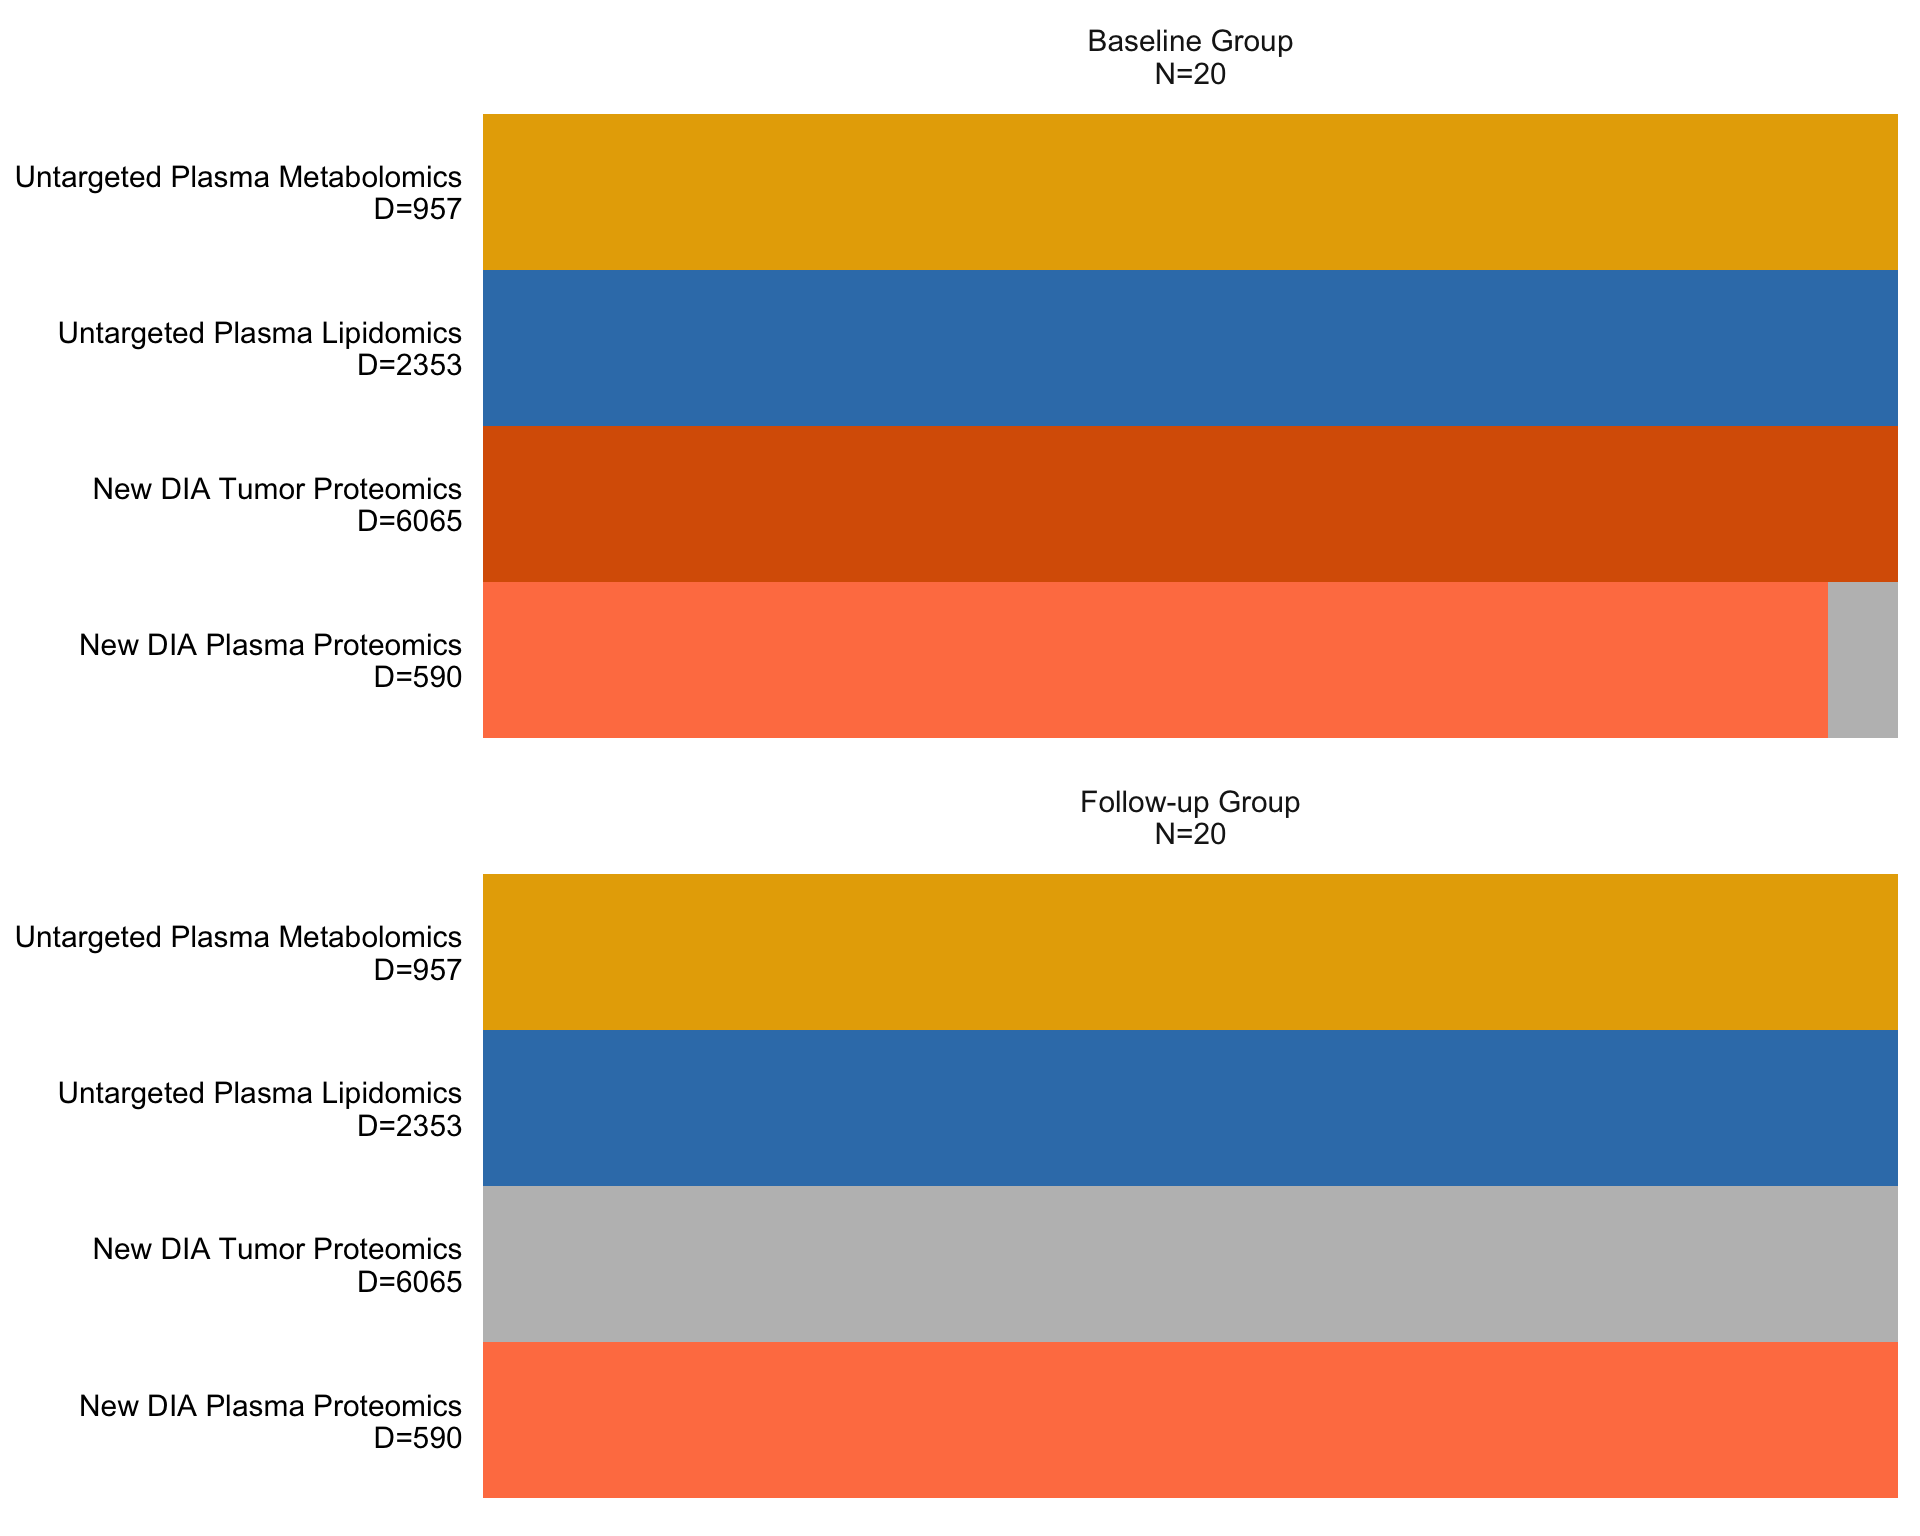 Baseline Group
N=20
Untargeted Plasma Metabolomics
D=957
Untargeted Plasma Lipidomics
D=2353
New DIA Tumor Proteomics
D=6065
New DIA Plasma Proteomics
D=590
Follow-up Group
N=20
Untargeted Plasma Metabolomics
D=957
Untargeted Plasma Lipidomics
D=2353
New DIA Tumor Proteomics
D=6065
New DIA Plasma Proteomics
D=590